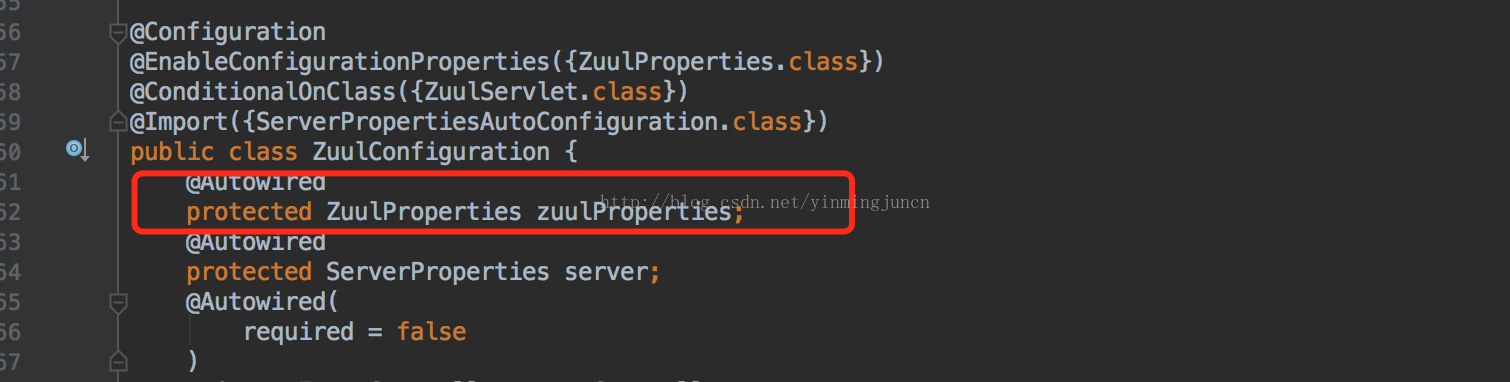 56 @Configuration
57 @EnableConfigurationProperties({ZuulProperties.class})
58 @ConditionalOnClass({ZuulServlet.class})
59 @Import({ServerPropertiesAutoConfiguration.class})
60 public class ZuulConfiguration {
61 @Autowired
62 protected ZuulProperties zuulProperties;
http://blog.csdn.net/yinmingjuncn
63 @Autowired
64 protected ServerProperties server;
65 @Autowired(
66 required = false
67 )